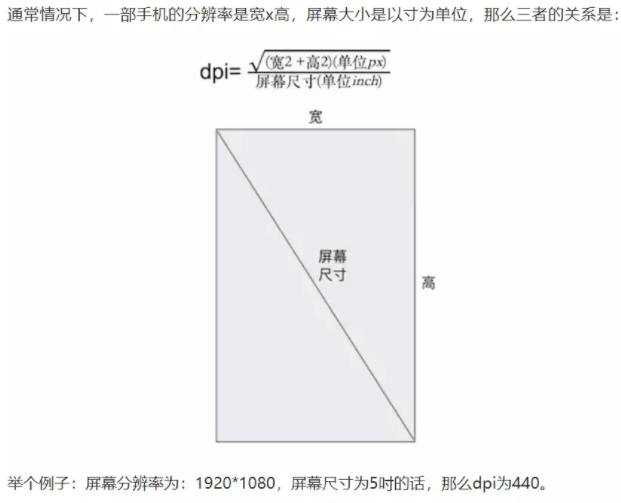 通常情况下，一部手机的分辨率是宽x高，屏幕大小是以寸为单位，那么三者的关系是：
dpi= √(宽2 +高2)(单位px)
屏幕尺寸(单位inch)
宽
屏幕
尺寸
高
举个例子：屏幕分辨率为：1920*1080，屏幕尺寸为5吋的话，那么dpi为440。